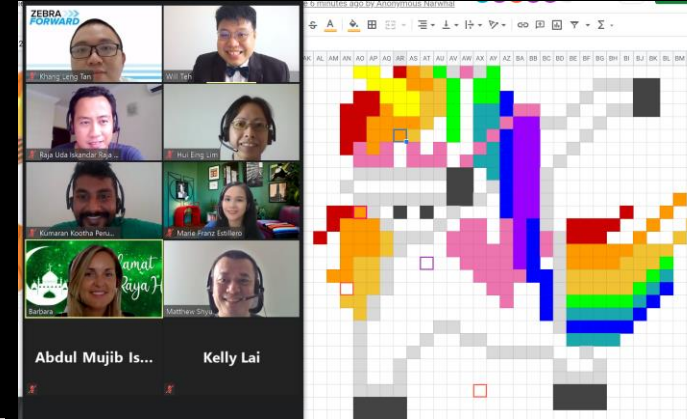 ZEBRA
FORWARD
e 6 minutes ago by Anonymous Narwhal
Khang Leng Tan
Will Teh
AK AL AM AN AO AP AQ AR AS AT AU AV AW AX AY AZ BA BB BC BD BE BF BG BH BI BJ BK BL BM
Raja Uda Iskandar Raja ...
Hui Eing Lim
Kumaran Kootha Peru...
Marie Franz Estillero
lamat
Raya H
Barbara
Matthew Shyu
Abdul Mujib Is...
Kelly Lai